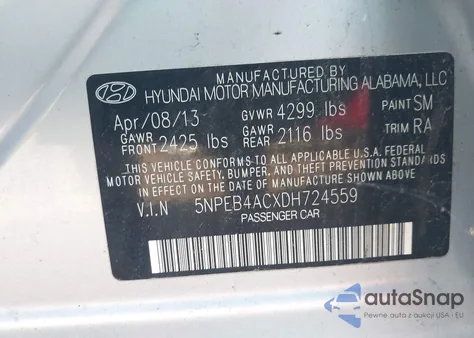 MANUFACTURED BY
HYUNDAI MOTOR MANUFACTURING ALABAMA, LLC
Apr/08/13 GVWR 4299 lbs PAINT SM
GAWR FRONT 2425 lbs GAWR REAR 2116 lbs TRIM RA
THIS VEHICLE CONFORMS TO ALL APPLICABLE U.S.A FEDERAL
MOTOR VEHICLE SAFETY, BUMPER, AND THEFT PREVENTION STANDARDS
IN EFFECT ON THE DATE OF MANUFACTURE SHOWN ABOVE.
V.I.N 5NPEB4ACXDH724559
PASSENGER CAR
autoSnap
Pewne auta z aukcji USA i EU